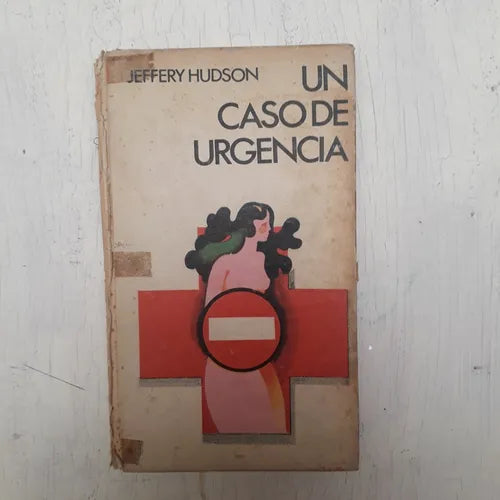 JEFFERY HUDSON
UN
CASO DE
URGENCIA